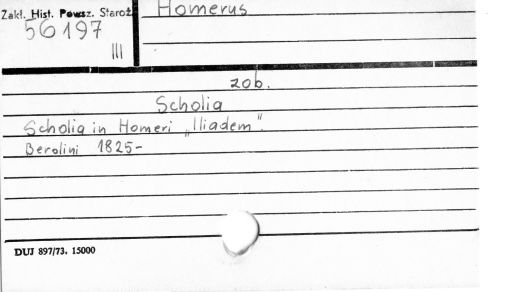 Zakł. Hist. Powsz. Staroż.
56197
III
Homerus
zob.
Scholia
Scholia in Homeri „Iliadem".
Berolini 1825-
DUJ 897/73. 15000